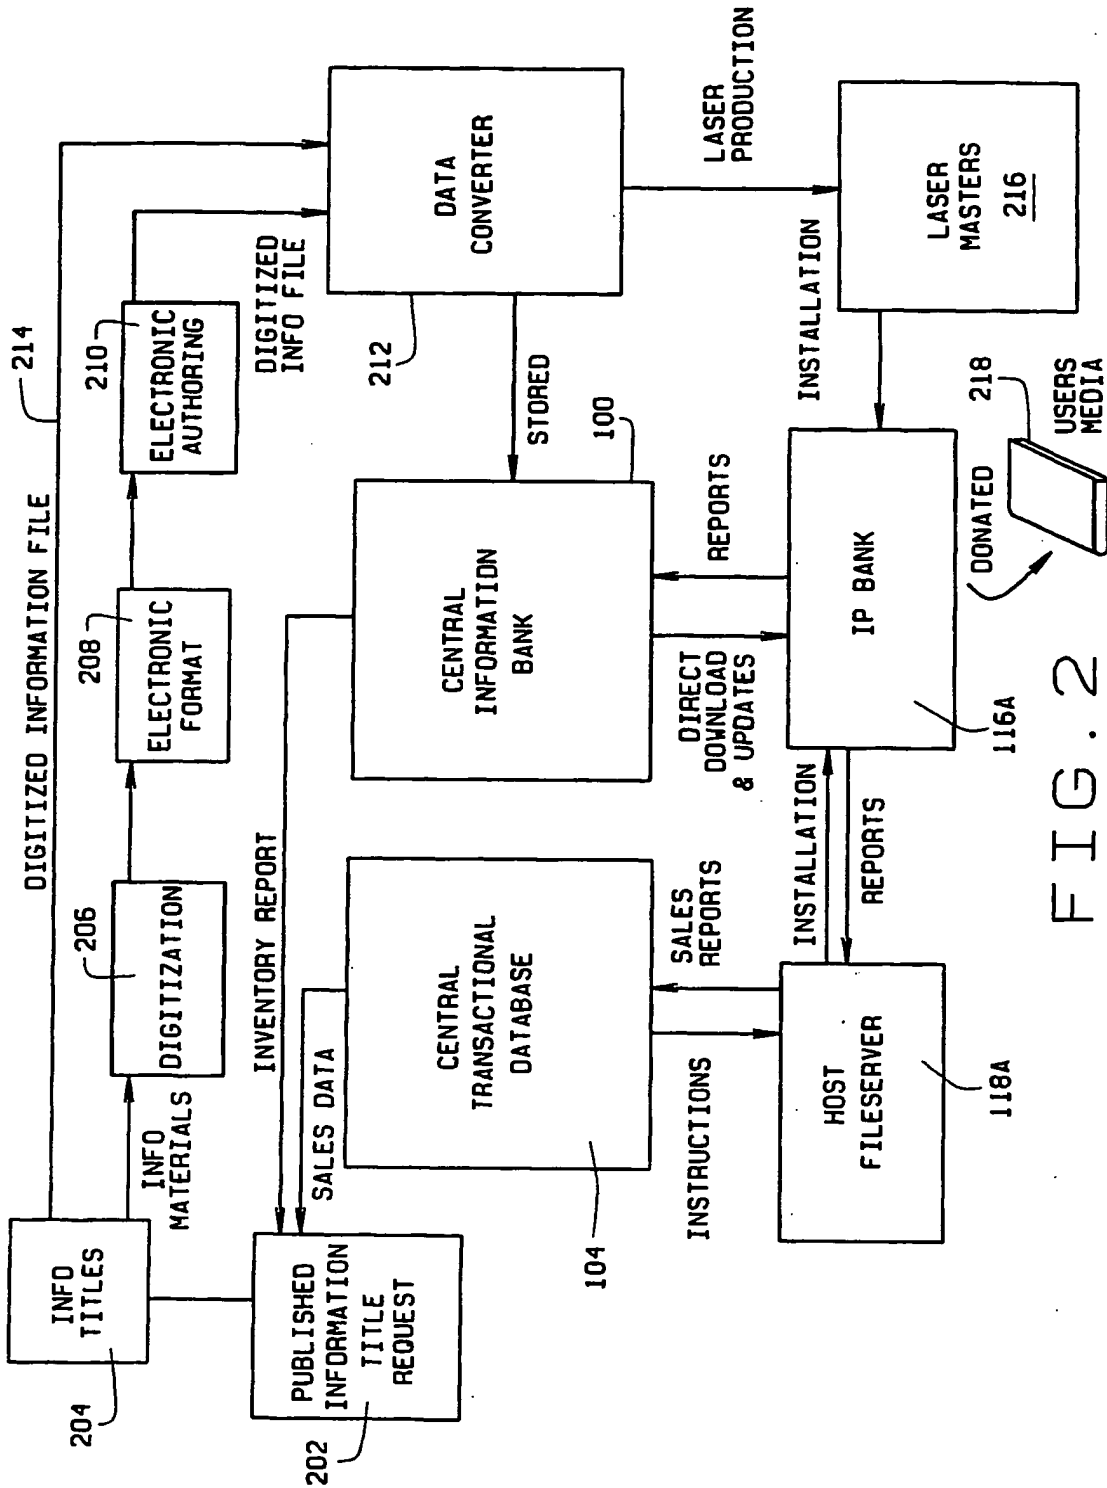 DIGITIZED INFORMATION FILE
214
INFO
TITLES
204
INFO
MATERIALS
206
DIGITIZATION
208
ELECTRONIC
FORMAT
210
ELECTRONIC
AUTHORING
DIGITIZED
INFO FILE
PUBLISHED
INFORMATION
TITLE
REQUEST
202
INVENTORY REPORT
SALES DATA
CENTRAL
TRANSACTIONAL
DATABASE
104
CENTRAL
INFORMATION
BANK
100
STORED
DATA
CONVERTER
212
INSTRUCTIONS
SALES
REPORTS
DIRECT
DOWNLOAD
& UPDATES
REPORTS
LASER
PRODUCTION
HOST
FILESERVER
118A
INSTALLATION
REPORTS
IP BANK
116A
INSTALLATION
LASER
MASTERS
216
DONATED
218
USERS
MEDIA
FIG. 2